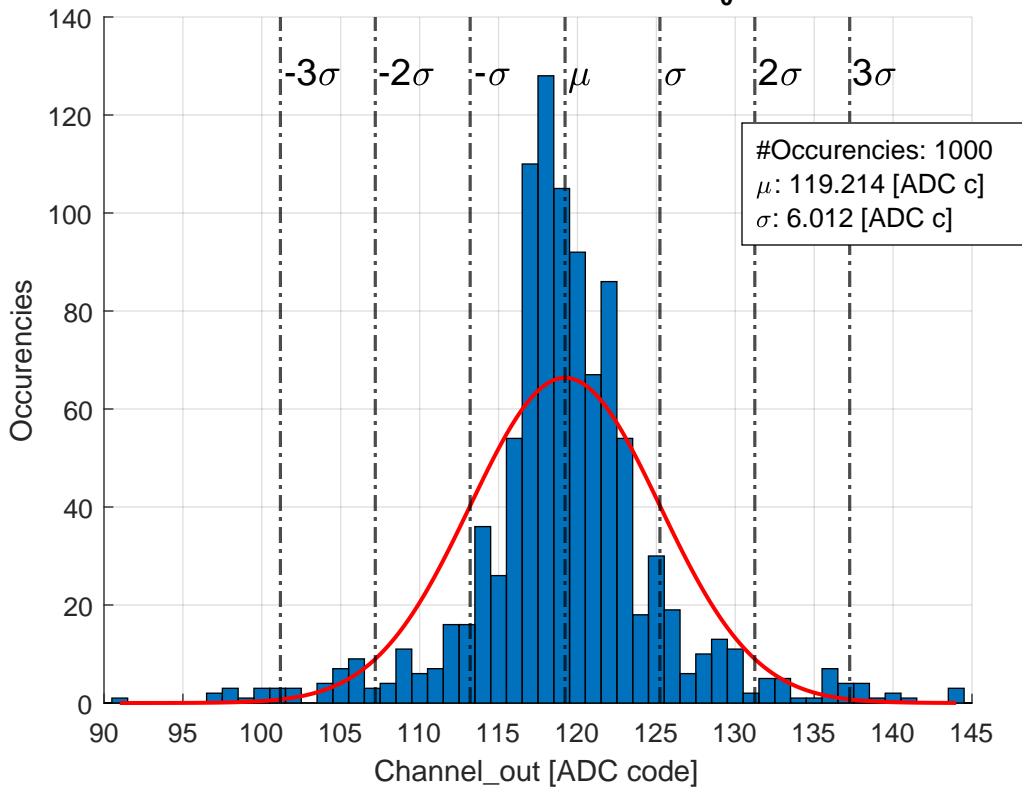 0
140
120
100
80
60
40
20
0
-3σ -2σ -σ μ σ 2σ 3σ
#Occurencies: 1000
μ: 119.214 [ADC c]
σ: 6.012 [ADC c]
Occurencies
90 95 100 105 110 115 120 125 130 135 140 145
Channel_out [ADC code]